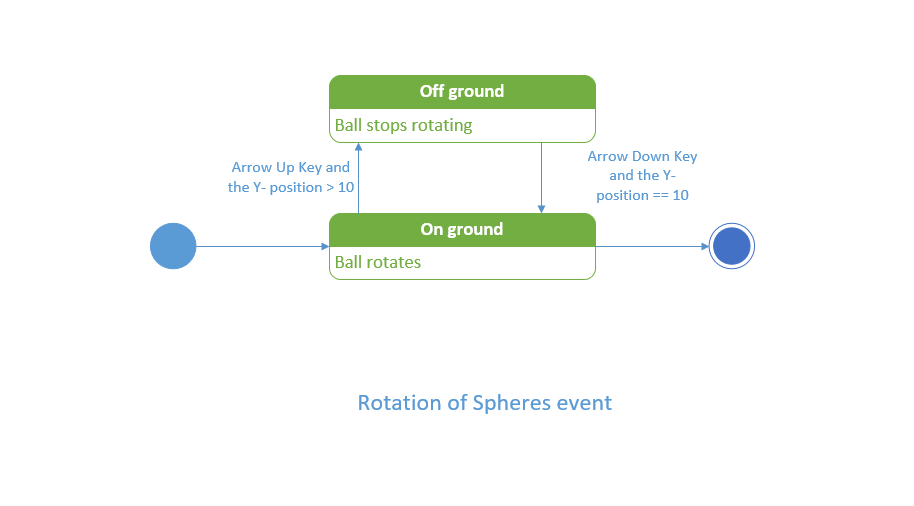 Off ground
Ball stops rotating
Arrow Up Key and
the Y- position > 10
Arrow Down Key
and the Y-
position == 10
On ground
Ball rotates
Rotation of Spheres event